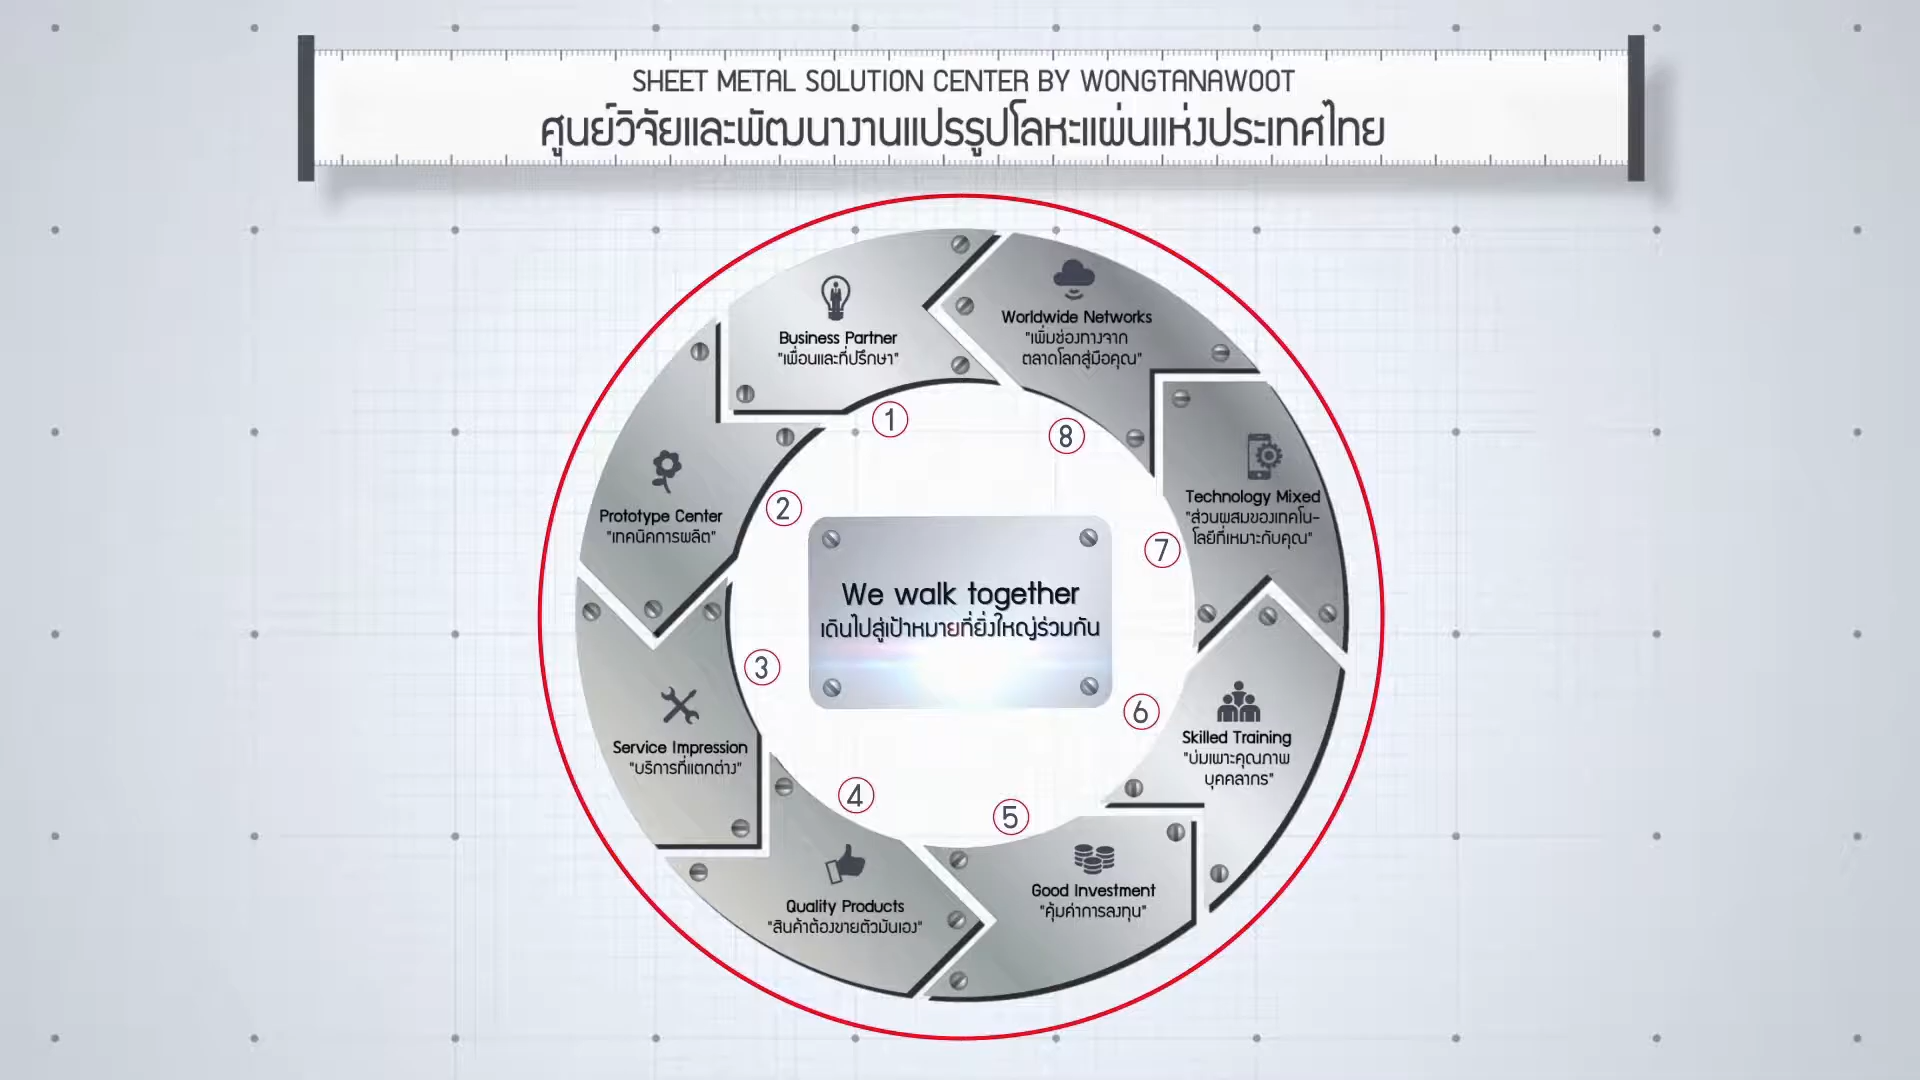 SHEET METAL SOLUTION CENTER BY WONGTANAWOOT
ศูนย์วิจัยและพัฒนางานแปรรูปโลหะแผ่นแห่งประเทศไทย
Business Partner
"เพื่อนและที่ปรึกษา"
1
Prototype Center
"เทคนิคการผลิต"
2
Service Impression
"บริการที่แตกต่าง"
3
Quality Products
"สินค้าต้องขายตัวมันเอง"
4
Good Investment
"คุ้มค่าการลงทุน"
5
Skilled Training
"บ่มเพาะคุณภาพ
บุคคลากร"
6
Technology Mixed
"ส่วนผสมของเทคโน-
โลยีที่เหมาะกับคุณ"
7
Worldwide Networks
"เพิ่มช่องทางจาก
ตลาดโลกสู่มือคุณ"
8
We walk together
เดินไปสู่เป้าหมายที่ยิ่งใหญ่ร่วมกัน